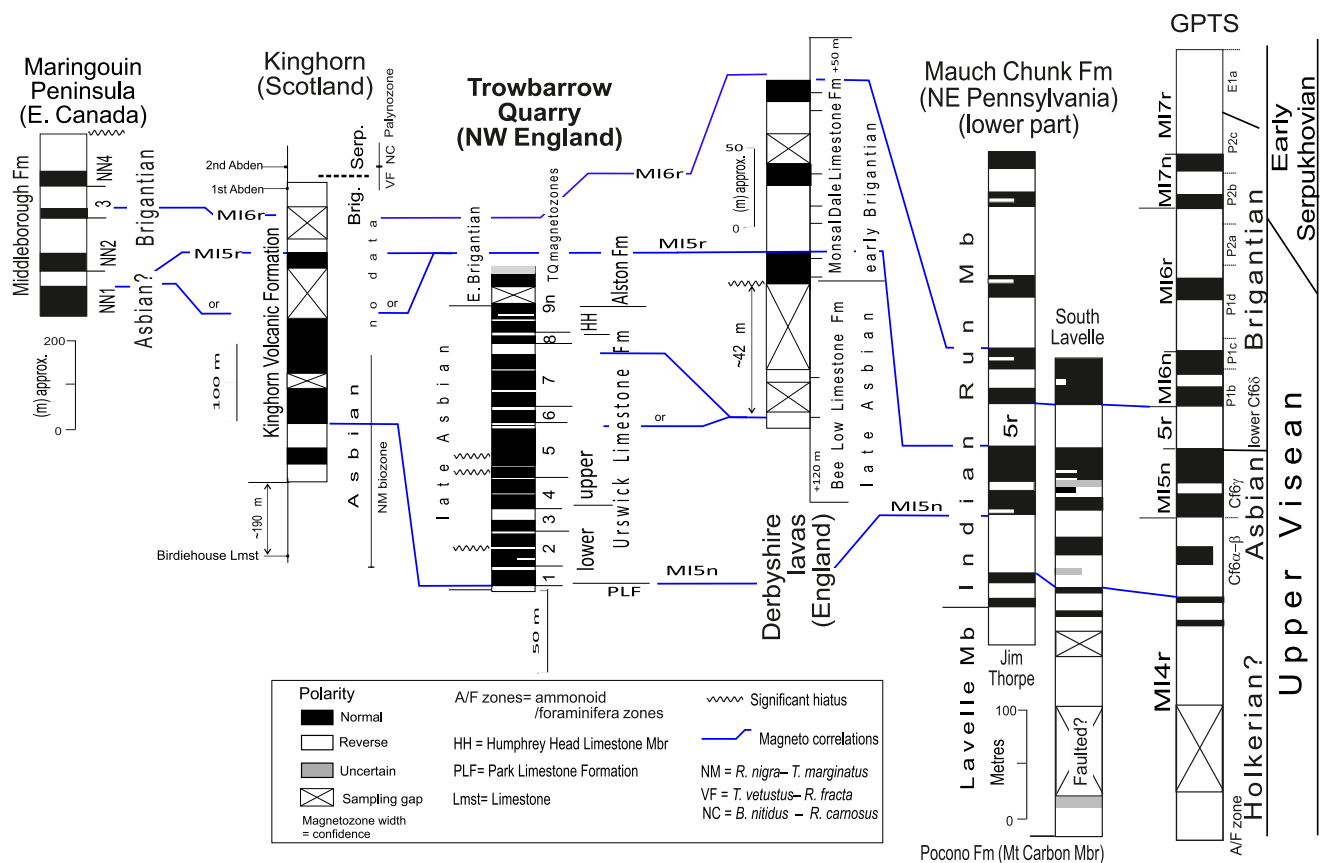 GPTS
Maringouin
Peninsula
(E. Canada)
Kinghorn
(Scotland)
Trowbarrow
Quarry
(NW England)
Mauch Chunk Fm
(NE Pennsylvania)
(lower part)
Middleborough Fm
NN4
3
NN2
NN1
Brigantian
Asbian?
MI6r
MI5r
or
200
(m) approx.
0
2nd Abden
1st Abden
Kinghorn Volcanic Formation
100 m
~190 m
Birdiehouse Lmst
Serp.
Brig.
VF
NC
Palynozone
no data
Asbian
NM biozone
or
MI6r
MI5r
E. Brigantian
late Asbian
TQ magnetozones
9n
8
7
6
5
4
3
2
1
HH
Alston Fm
upper
lower
Urswick Limestone Fm
PLF
MI5n
or
50 m
50
(m) approx.
0
+50 m
Monsal Dale Limestone Fm
early Brigantian
~42 m
Bee Low Limestone Fm
late Asbian
+120 m
Derbyshire
lavas
(England)
MI5n
Indian Run Mb
Lavelle Mb
5r
South
Lavelle
Jim
Thorpe
100
Metres
0
Faulted?
Pocono Fm (Mt Carbon Mbr)
MI7r
MI7n
MI6r
MI6n
5r
MI5n
MI4r
E1a
P2c
P2b
P2a
P1d
P1c
P1b
lower Cf6δ
Cf6γ
Cf6α–β
A/F zone
Early
Serpukhovian
Brigantian
Asbian
Holkerian?
Upper Visean
Polarity
Normal
Reverse
Uncertain
Sampling gap
Magnetozone width
= confidence
A/F zones= ammonoid
/foraminifera zones
HH = Humphrey Head Limestone Mbr
PLF= Park Limestone Formation
Lmst= Limestone
Significant hiatus
Magneto correlations
NM = R. nigra– T. marginatus
VF = T. vetustus– R. fracta
NC = B. nitidus – R. carnosus